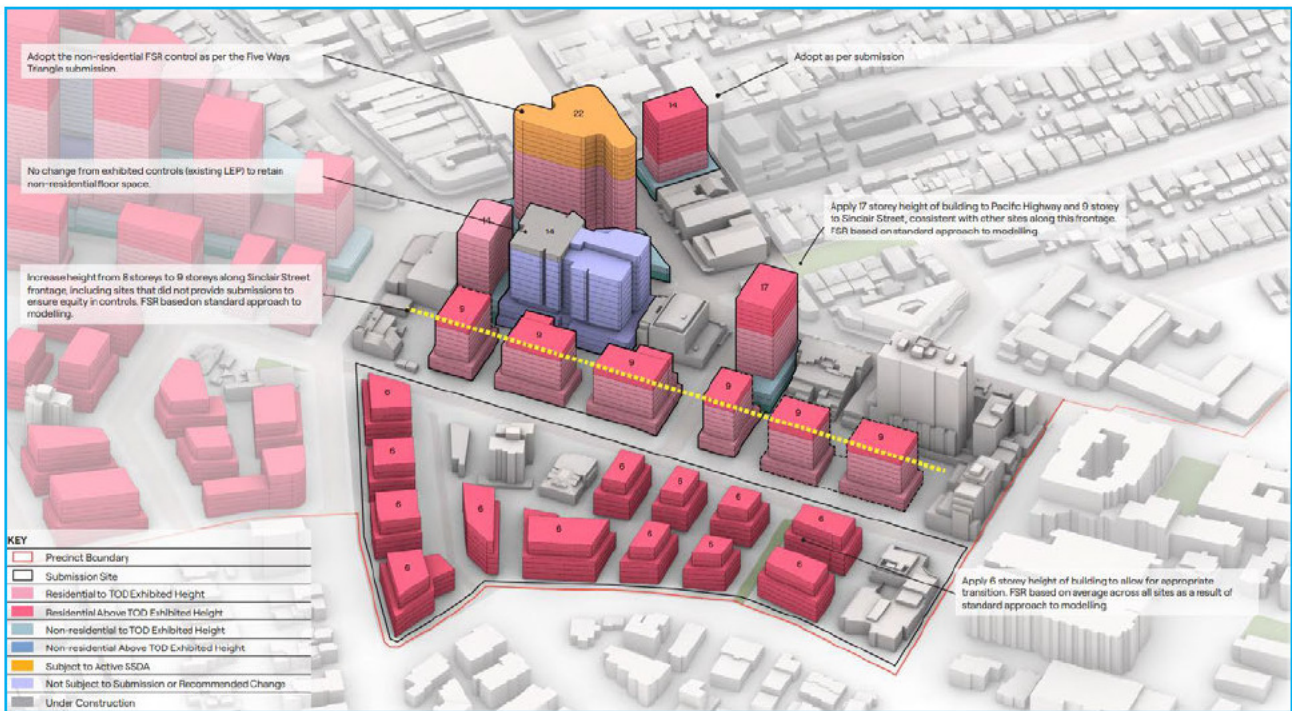 Adopt the non-residential FSR control as per the Five Ways
Triangle submission.
Adopt as per submission
22
14
No change from exhibited controls (existing LEP) to retain
non-residential floor space.
14
14
Apply 17 storey height of building to Pacific Highway and 9 storey
to Sinclair Street, consistent with other sites along this frontage.
FSR based on standard approach to modelling.
17
Increase height from 8 storeys to 9 storeys along Sinclair Street
frontage, including sites that did not provide submissions to
ensure equity in controls. FSR based on standard approach to
modelling.
9
9
9
9
9
9
6
6
6
6
6
6
6
6
6
6
6
6
6
6
Apply 6 storey height of building to allow for appropriate
transition. FSR based on average across all sites as a result of
standard approach to modelling.
KEY
Precinct Boundary
Submission Site
Residential to TOD Exhibited Height
Residential Above TOD Exhibited Height
Non-residential to TOD Exhibited Height
Non-residential Above TOD Exhibited Height
Subject to Active SSDA
Not Subject to Submission or Recommended Change
Under Construction